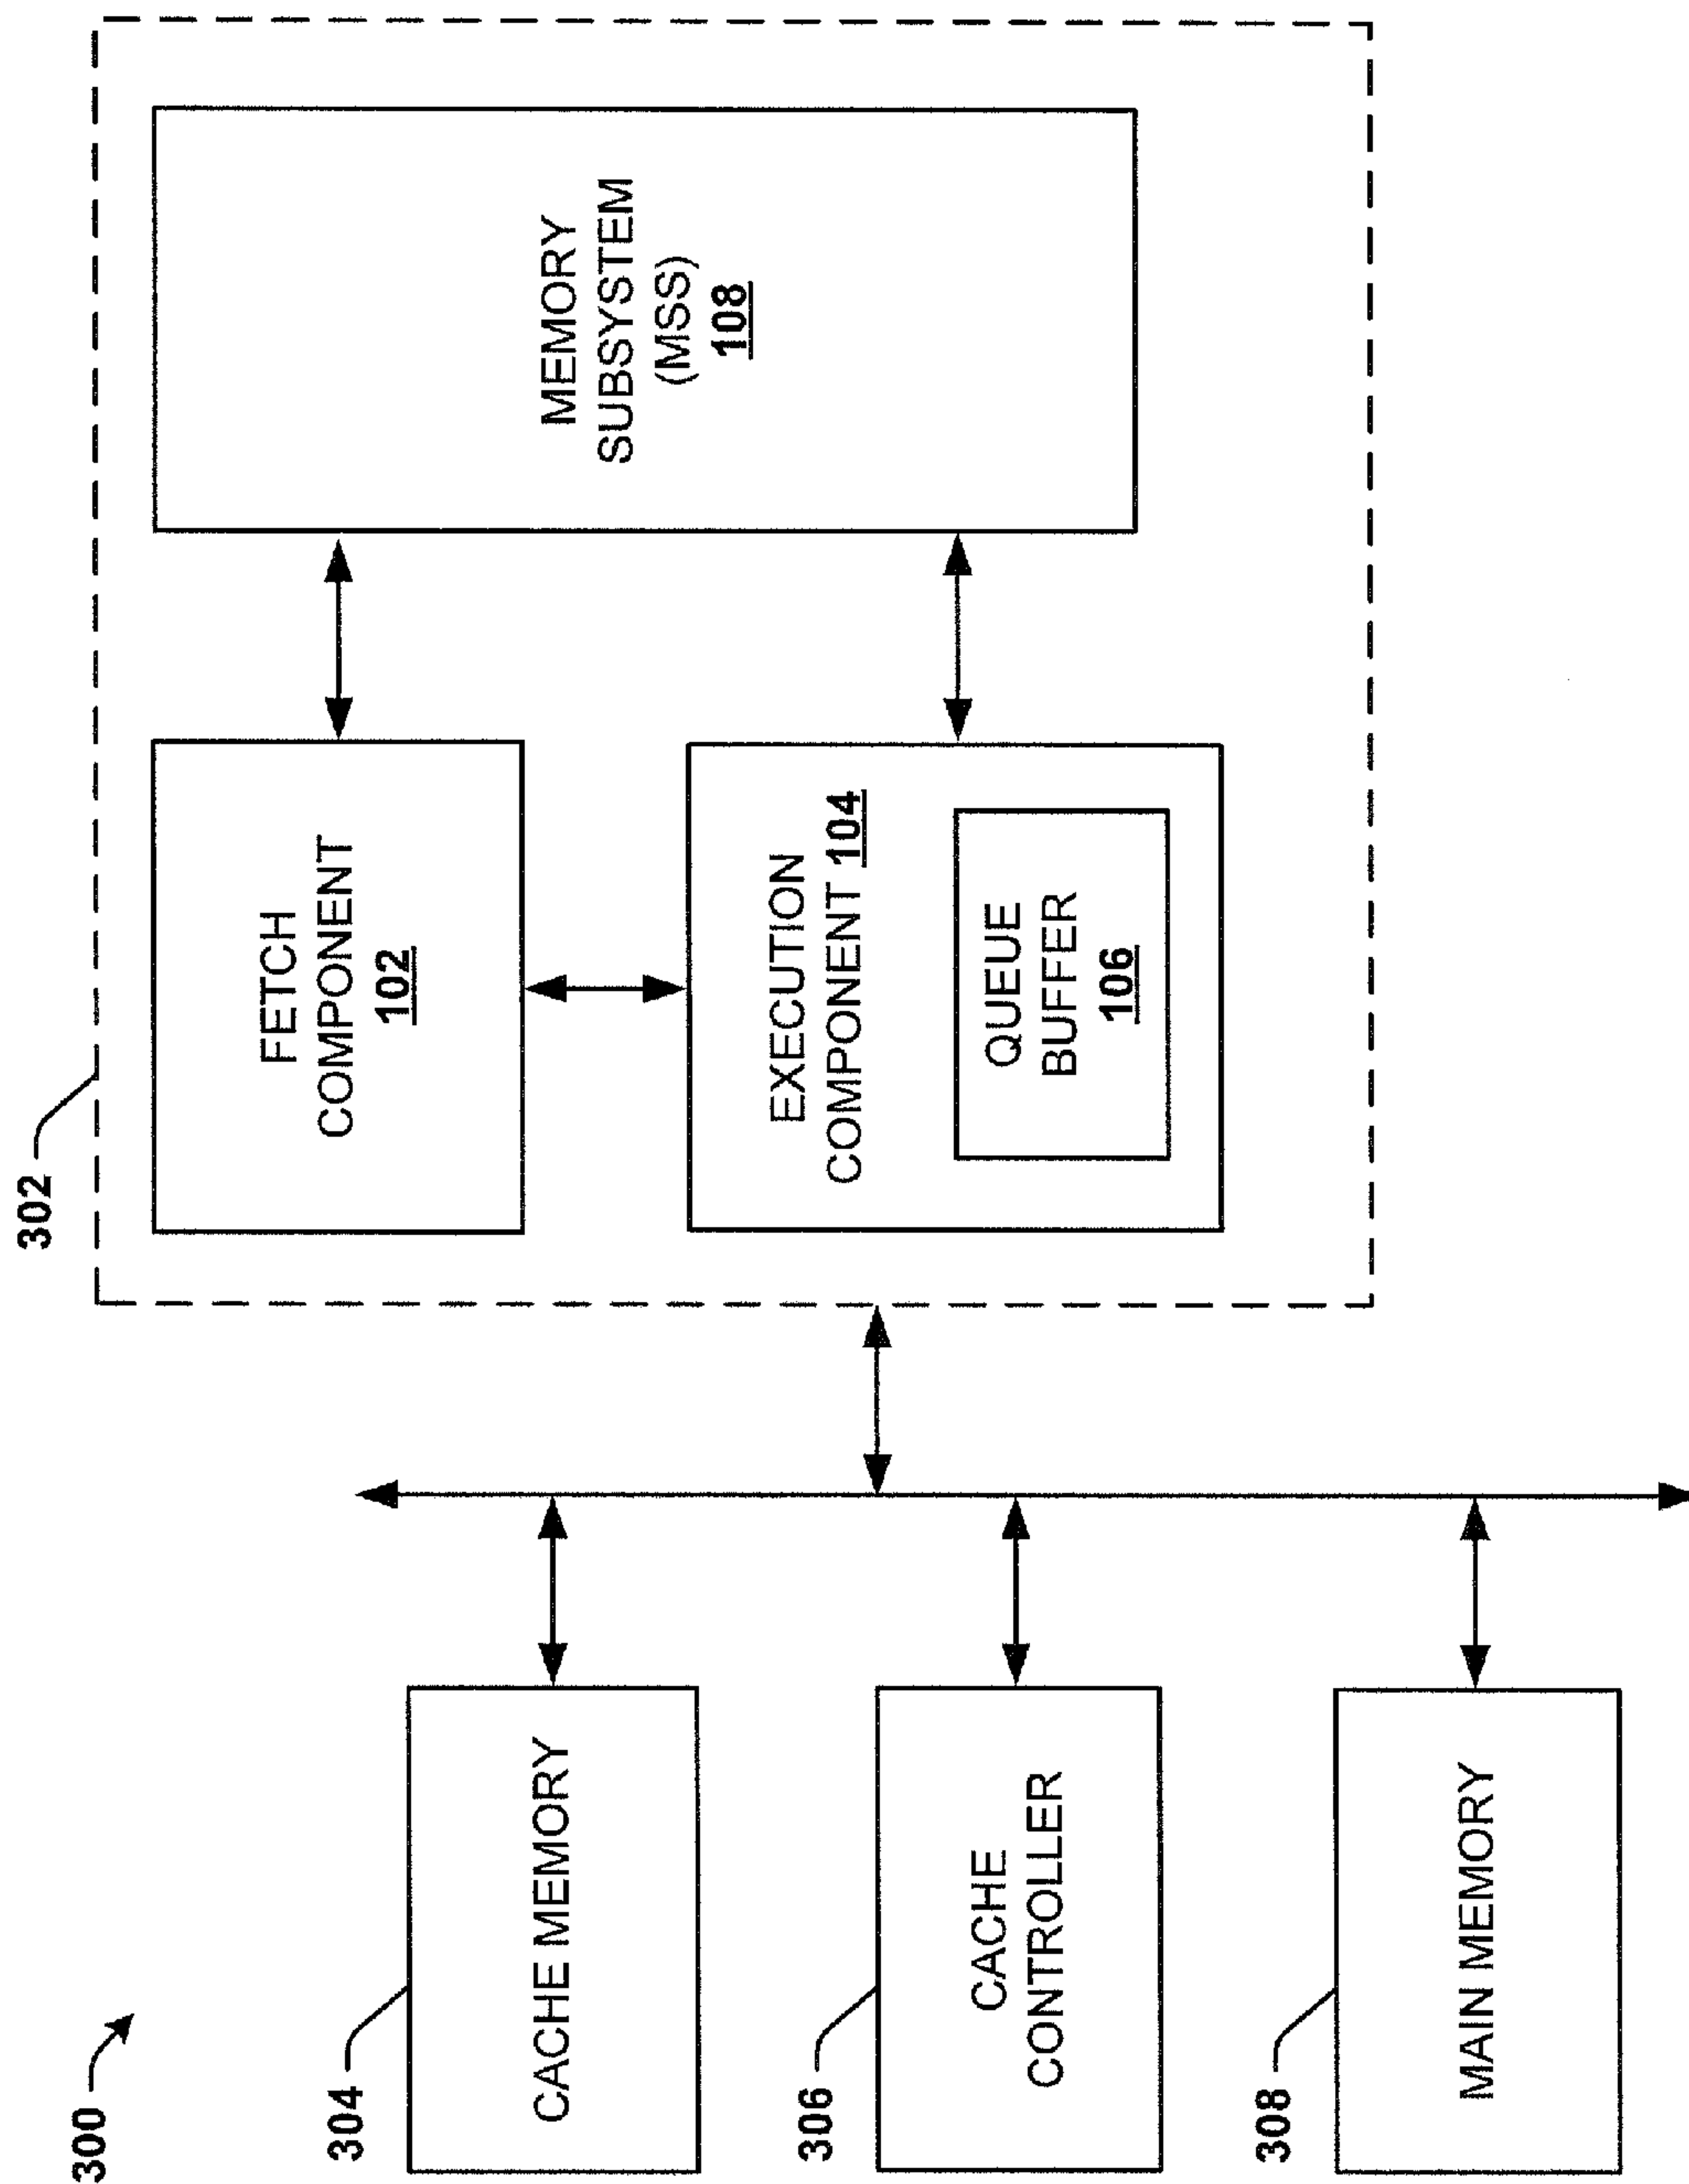 300
302
304
CACHE MEMORY
306
CACHE
CONTROLLER
308
MAIN MEMORY
FETCH
COMPONENT
102
EXECUTION
COMPONENT 104
QUEUE
BUFFER
106
MEMORY
SUBSYSTEM
(MSS)
108